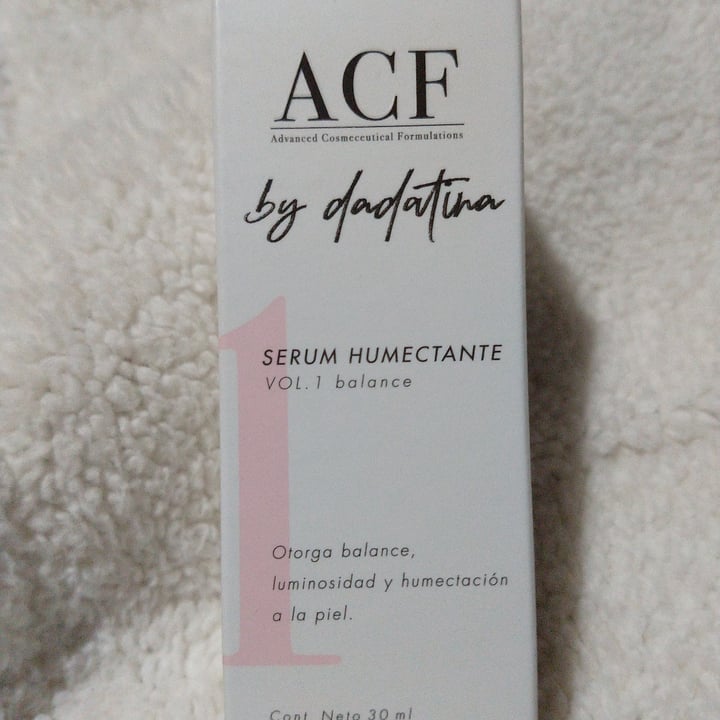 ACF
Advanced Cosmeceutical Formulations
by dadatina
1
SERUM HUMECTANTE
VOL.1 balance
Otorga balance,
luminosidad y humectación
a la piel.
Cont. Neto 30 ml